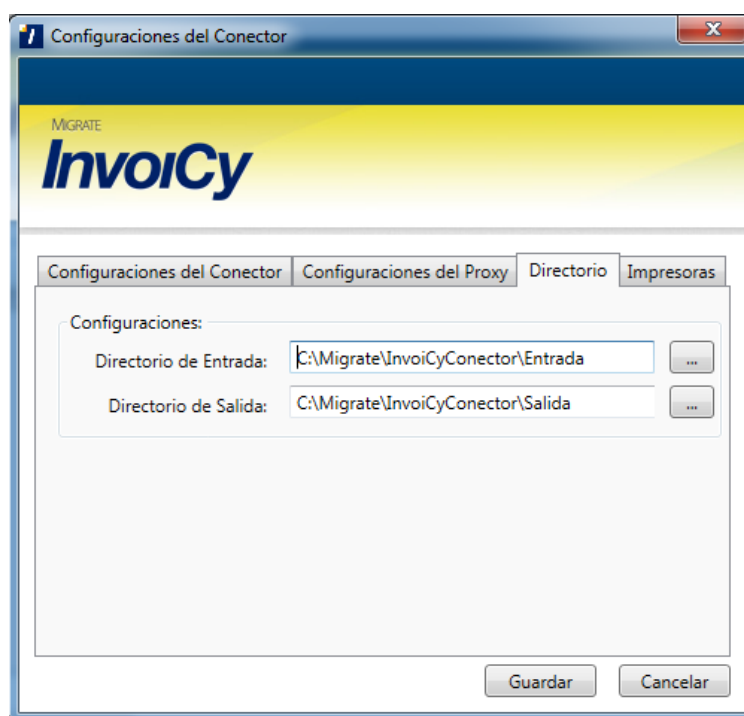 Configuraciones del Conector
MIGRATE
InvoiCy
Configuraciones del Conector Configuraciones del Proxy Directorio Impresoras
Configuraciones:
Directorio de Entrada: C:\Migrate\InvoiCyConector\Entrada ...
Directorio de Salida: C:\Migrate\InvoiCyConector\Salida ...
Guardar Cancelar